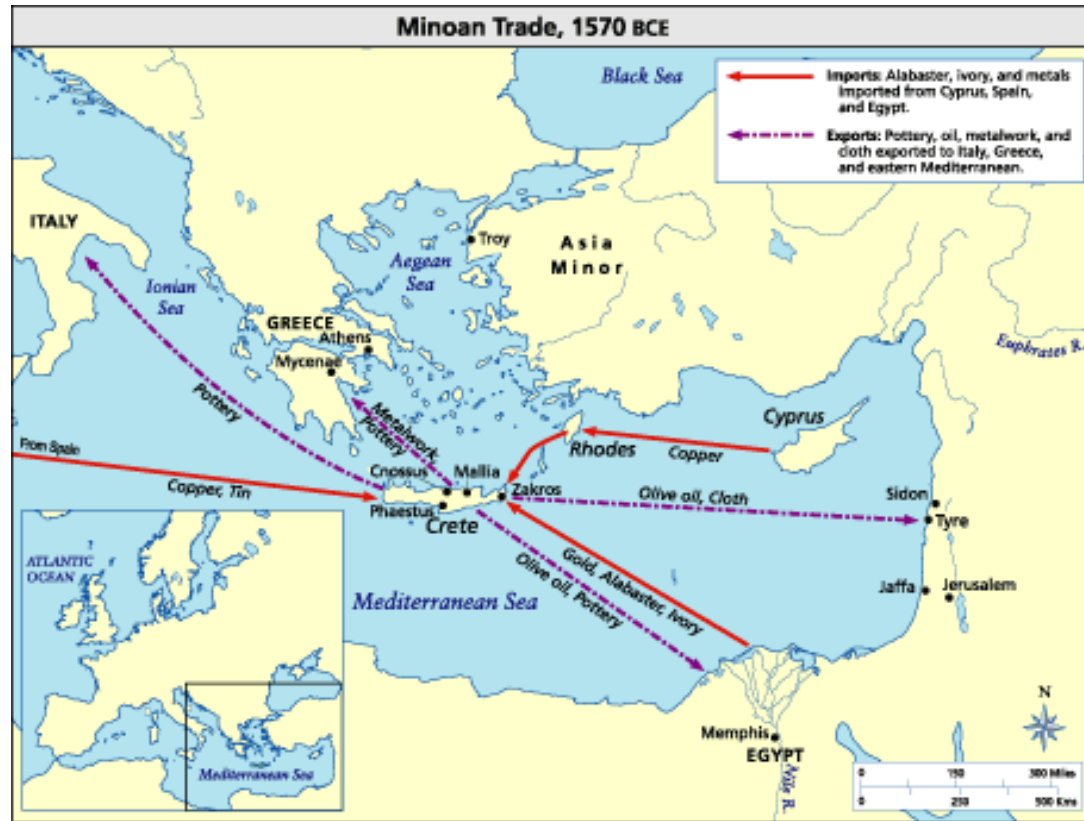 Minoan Trade, 1570 BCE
Black Sea
Imports: Alabaster, ivory, and metals
imported from Cyprus, Spain,
and Egypt.
Exports: Pottery, oil, metalwork, and
cloth exported to Italy, Greece,
and eastern Mediterranean.
ITALY
Troy
Asia
Minor
Aegean
Sea
Ionian
Sea
GREECE
Athens
Mycenae
Euphrates R.
Pottery
Metalwork,
Pottery
Cyprus
Rhodes
Copper
From Spain
Copper, Tin
Cnossus
Mallia
Zakros
Phaestus
Crete
Olive oil, Cloth
Sidon
Tyre
Gold, Alabaster, Ivory
Olive oil, Pottery
Jaffa
Jerusalem
Mediterranean Sea
ATLANTIC
OCEAN
Mediterranean Sea
Memphis
EGYPT
Nile R.
N
0 150 300 Miles
0 250 500 Kms